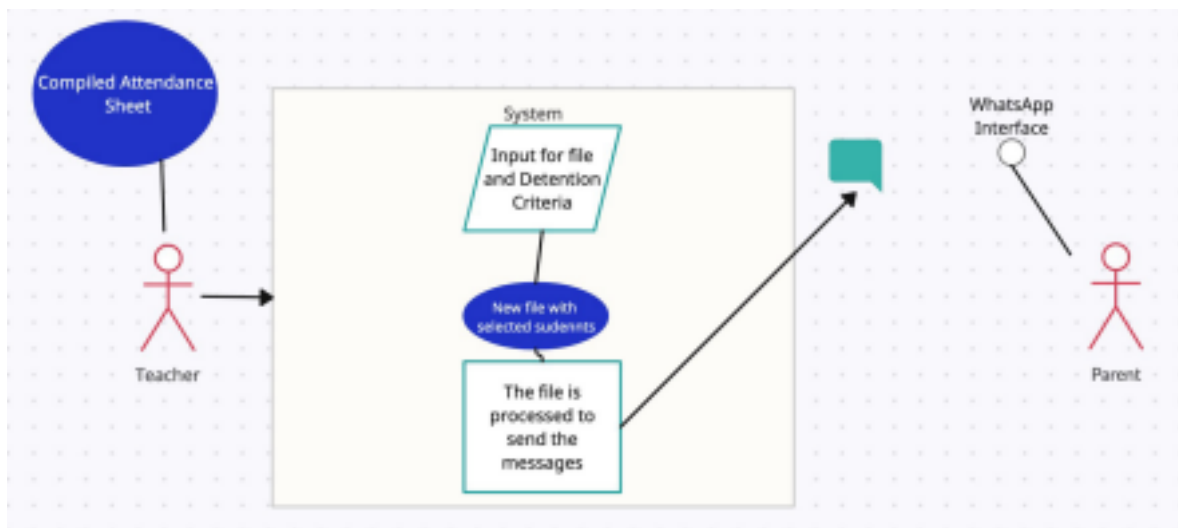 Compiled Attendance
Sheet
Teacher
System
Input for file
and Detention
Criteria
New file with
selected sudennts
The file is
processed to
send the
messages
WhatsApp
Interface
Parent